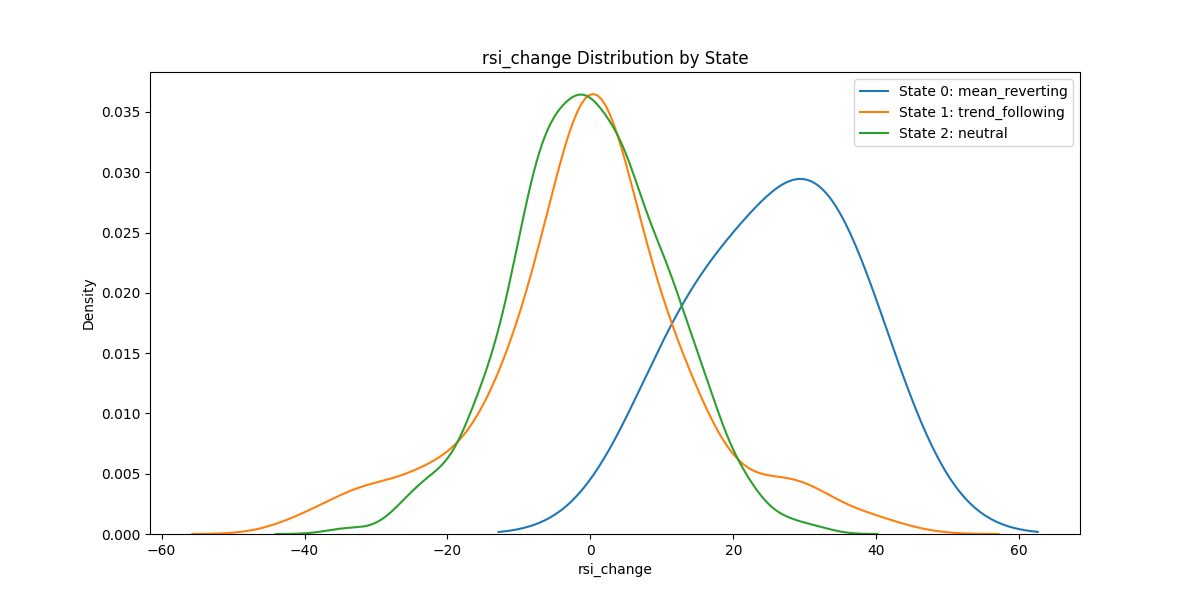 rsi_change Distribution by State
State 0: mean_reverting
State 1: trend_following
State 2: neutral
Density
0.035
0.030
0.025
0.020
0.015
0.010
0.005
0.000
−60
−40
−20
0
20
40
60
rsi_change